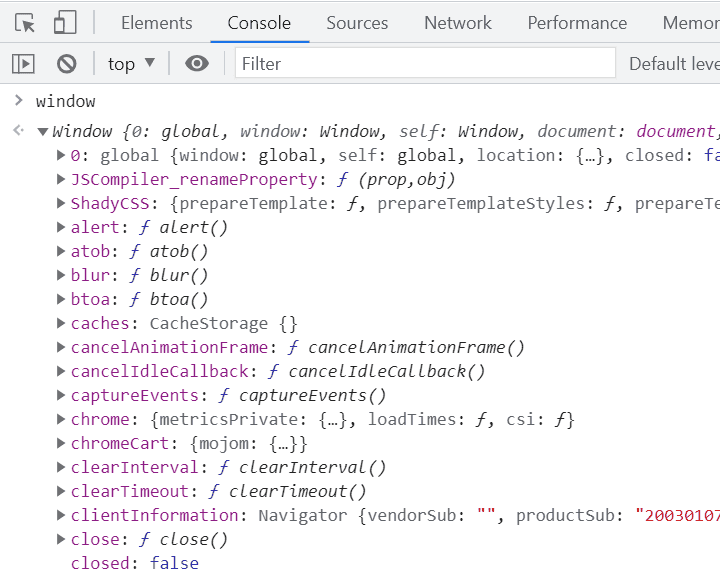 Elements Console Sources Network Performance Memor
top ▼ Filter Default leve
> window
▼Window {0: global, window: Window, self: Window, document: document,
▶0: global {window: global, self: global, location: {…}, closed: fa
▶JSCompiler_renameProperty: ƒ (prop,obj)
▶ShadyCSS: {prepareTemplate: ƒ, prepareTemplateStyles: ƒ, prepareTe
▶alert: ƒ alert()
▶atob: ƒ atob()
▶blur: ƒ blur()
▶btoa: ƒ btoa()
▶caches: CacheStorage {}
▶cancelAnimationFrame: ƒ cancelAnimationFrame()
▶cancelIdleCallback: ƒ cancelIdleCallback()
▶captureEvents: ƒ captureEvents()
▶chrome: {metricsPrivate: {…}, loadTimes: ƒ, csi: ƒ}
▶chromeCart: {mojom: {…}}
▶clearInterval: ƒ clearInterval()
▶clearTimeout: ƒ clearTimeout()
▶clientInformation: Navigator {vendorSub: "", productSub: "20030107
▶close: ƒ close()
closed: false